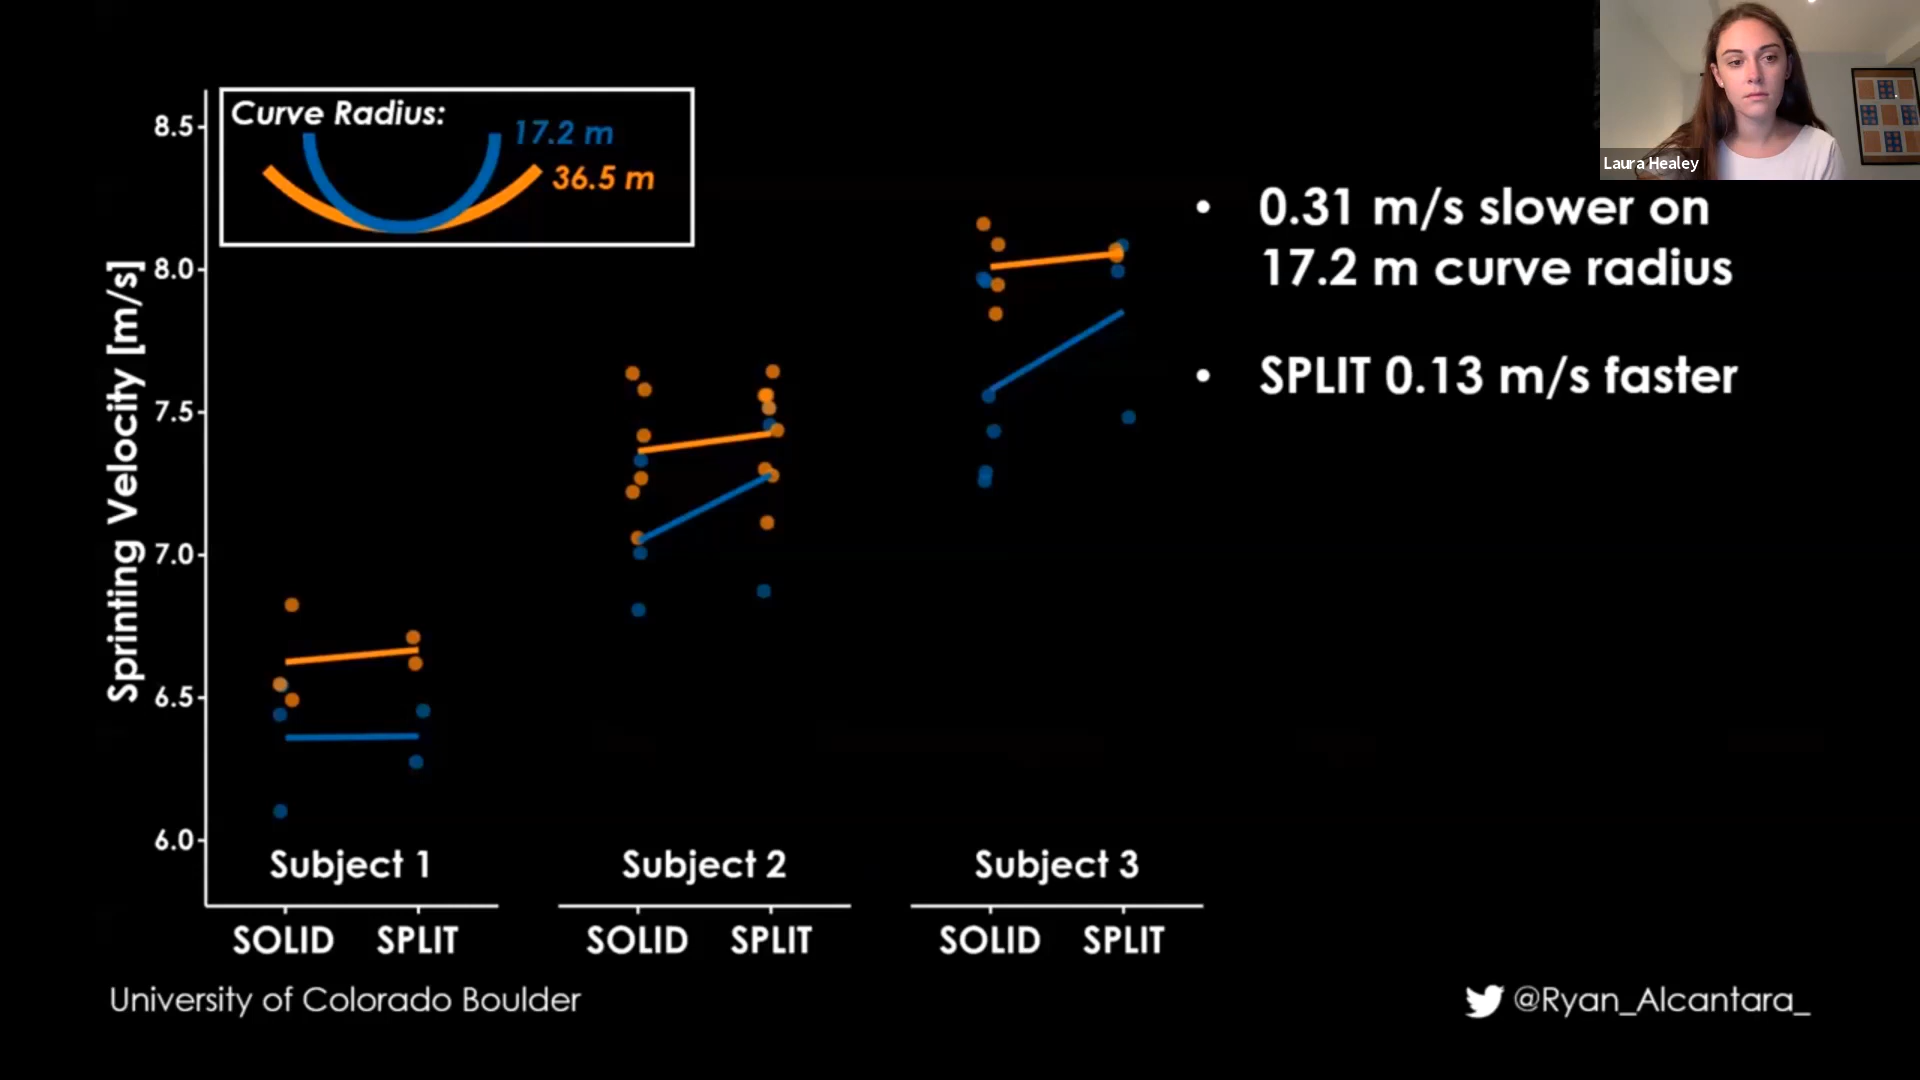 Laura Healey
Curve Radius:
17.2 m
36.5 m
8.5
8.0
7.5
7.0
6.5
6.0
Sprinting Velocity [m/s]
• 0.31 m/s slower on
17.2 m curve radius
• SPLIT 0.13 m/s faster
Subject 1
Subject 2
Subject 3
SOLID SPLIT
SOLID SPLIT
SOLID SPLIT
University of Colorado Boulder
@Ryan_Alcantara_